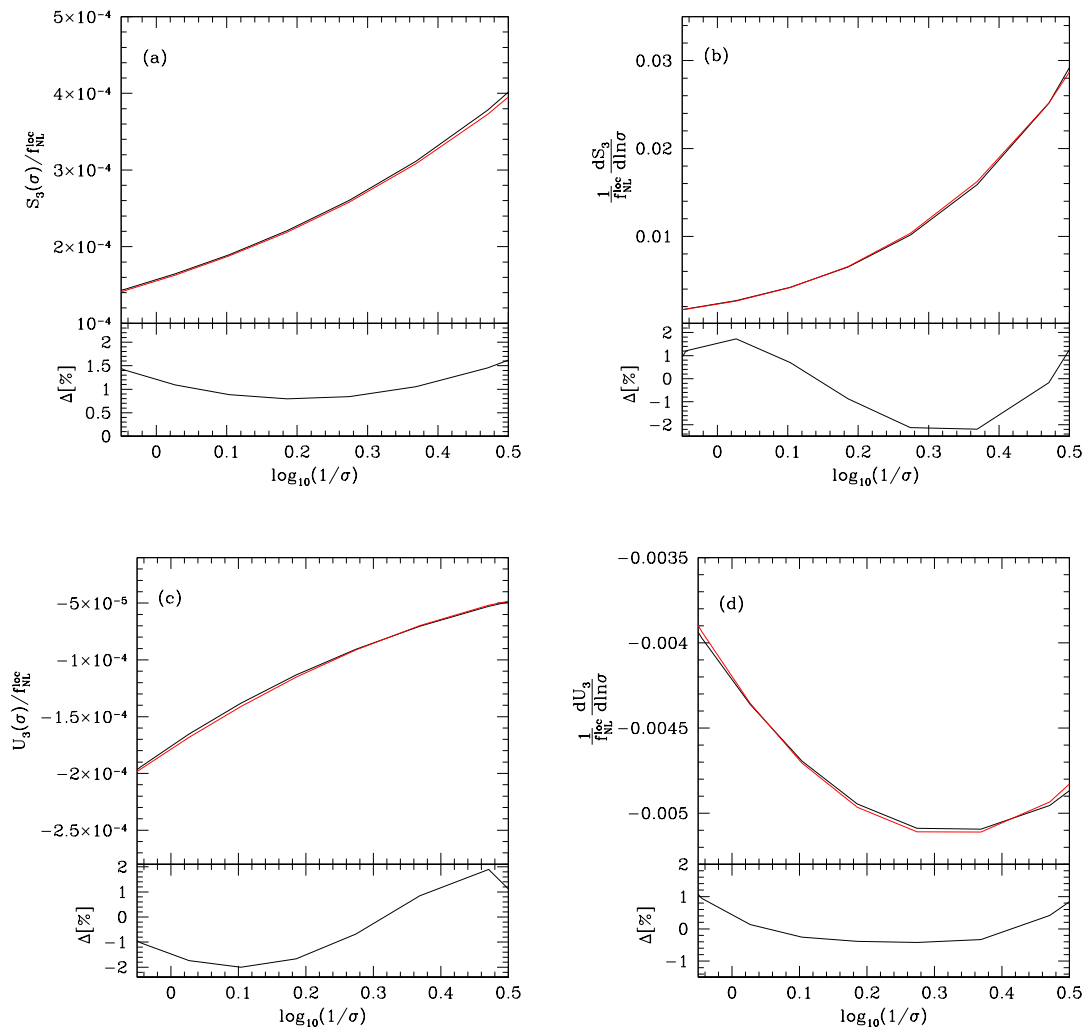 (a)
S₃(σ)/f_NL^loc
5×10⁻⁴
4×10⁻⁴
3×10⁻⁴
2×10⁻⁴
10⁻⁴
Δ[%]
2
1.5
1
0.5
0
0 0.1 0.2 0.3 0.4 0.5
log₁₀(1/σ)
(b)
1/f_NL^loc dS₃/dlnσ
0.03
0.02
0.01
Δ[%]
2
1
0
−1
−2
0 0.1 0.2 0.3 0.4 0.5
log₁₀(1/σ)
(c)
U₃(σ)/f_NL^loc
−5×10⁻⁵
−1×10⁻⁴
−1.5×10⁻⁴
−2×10⁻⁴
−2.5×10⁻⁴
Δ[%]
2
1
0
−1
−2
0 0.1 0.2 0.3 0.4 0.5
log₁₀(1/σ)
(d)
1/f_NL^loc dU₃/dlnσ
−0.0035
−0.004
−0.0045
−0.005
Δ[%]
2
1
0
−1
0 0.1 0.2 0.3 0.4 0.5
log₁₀(1/σ)